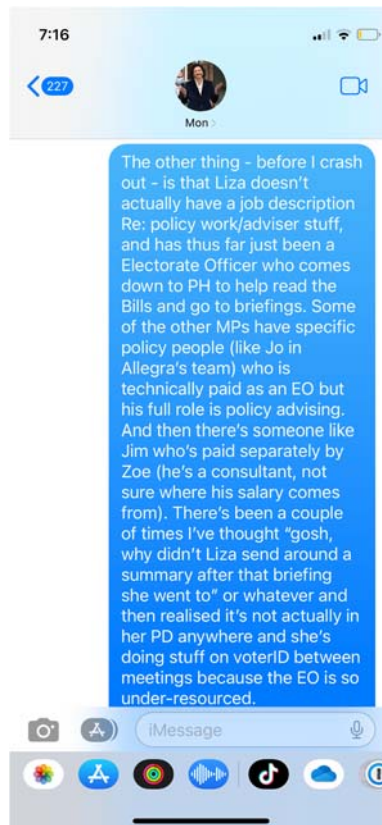 7:16
227
Mon
The other thing - before I crash
out - is that Liza doesn't
actually have a job description
Re: policy work/adviser stuff,
and has thus far just been a
Electorate Officer who comes
down to PH to help read the
Bills and go to briefings. Some
of the other MPs have specific
policy people (like Jo in
Allegra's team) who is
technically paid as an EO but
his full role is policy advising.
And then there's someone like
Jim who's paid separately by
Zoe (he's a consultant, not
sure where his salary comes
from). There's been a couple
of times I've thought “gosh,
why didn't Liza send around a
summary after that briefing
she went to” or whatever and
then realised it's not actually in
her PD anywhere and she's
doing stuff on voterID between
meetings because the EO is so
under-resourced.
iMessage